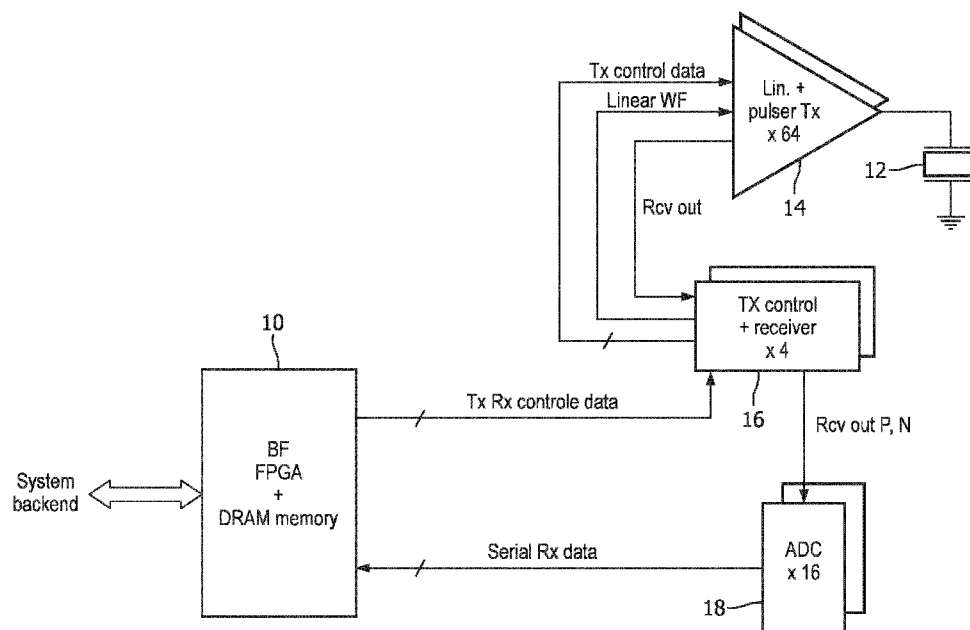 Tx control data
Linear WF
Lin. +
pulser Tx
x 64
12
14
Rcv out
TX control
+ receiver
x 4
10
16
Tx Rx controle data
Rcv out P, N
BF
FPGA
+
DRAM memory
System
backend
Serial Rx data
ADC
x 16
18